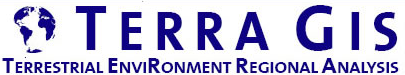 TERRA GIS
TERRESTRIAL ENVIRONMENT REGIONAL ANALYSIS